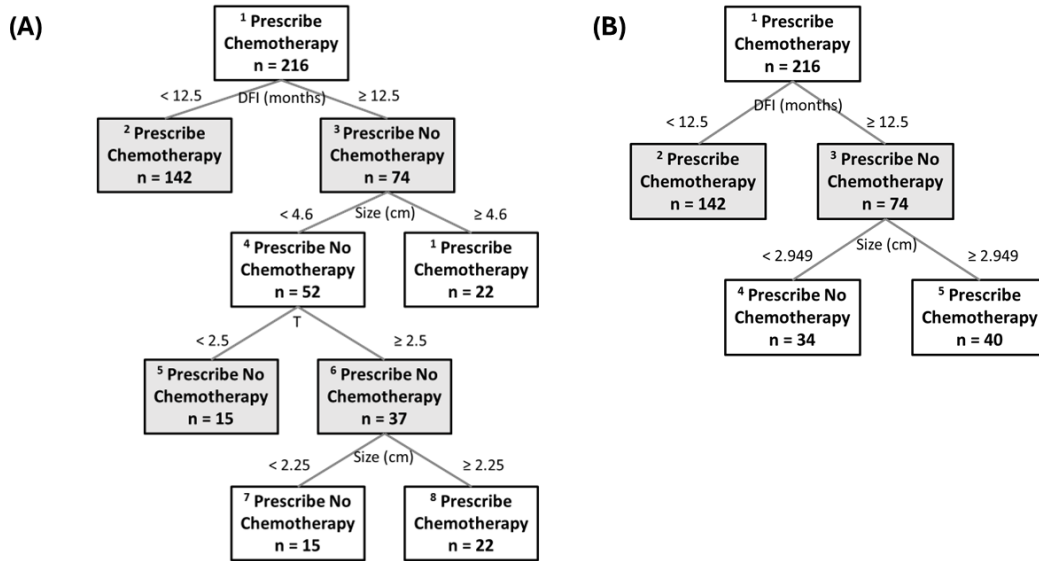 (A)
1 Prescribe
Chemotherapy
n = 216
< 12.5
DFI (months)
≥ 12.5
2 Prescribe
Chemotherapy
n = 142
3 Prescribe No
Chemotherapy
n = 74
< 4.6
Size (cm)
≥ 4.6
4 Prescribe No
Chemotherapy
n = 52
1 Prescribe
Chemotherapy
n = 22
T
< 2.5
≥ 2.5
5 Prescribe No
Chemotherapy
n = 15
6 Prescribe No
Chemotherapy
n = 37
< 2.25
Size (cm)
≥ 2.25
7 Prescribe No
Chemotherapy
n = 15
8 Prescribe
Chemotherapy
n = 22
(B)
1 Prescribe
Chemotherapy
n = 216
DFI (months)
< 12.5
≥ 12.5
2 Prescribe
Chemotherapy
n = 142
3 Prescribe No
Chemotherapy
n = 74
Size (cm)
< 2.949
≥ 2.949
4 Prescribe No
Chemotherapy
n = 34
5 Prescribe
Chemotherapy
n = 40